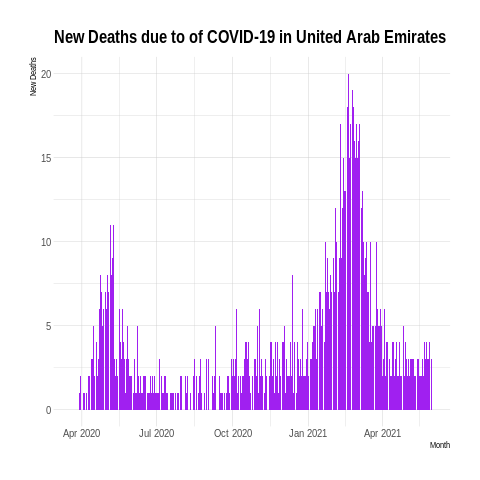 New Deaths due to of COVID-19 in United Arab Emirates
New Deaths
20
15
10
5
0
Apr 2020 Jul 2020 Oct 2020 Jan 2021 Apr 2021
Month